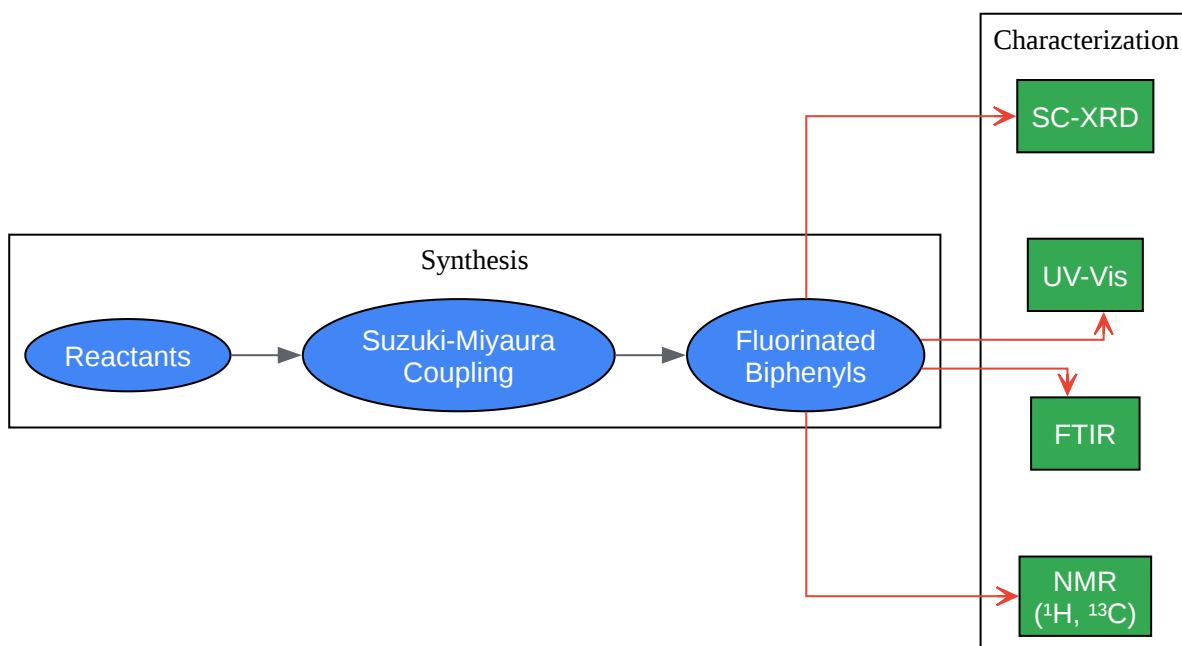 Characterization
SC-XRD
Synthesis
UV-Vis
Reactants
Suzuki-Miyaura
Coupling
Fluorinated
Biphenyls
FTIR
NMR
(¹H, ¹³C)